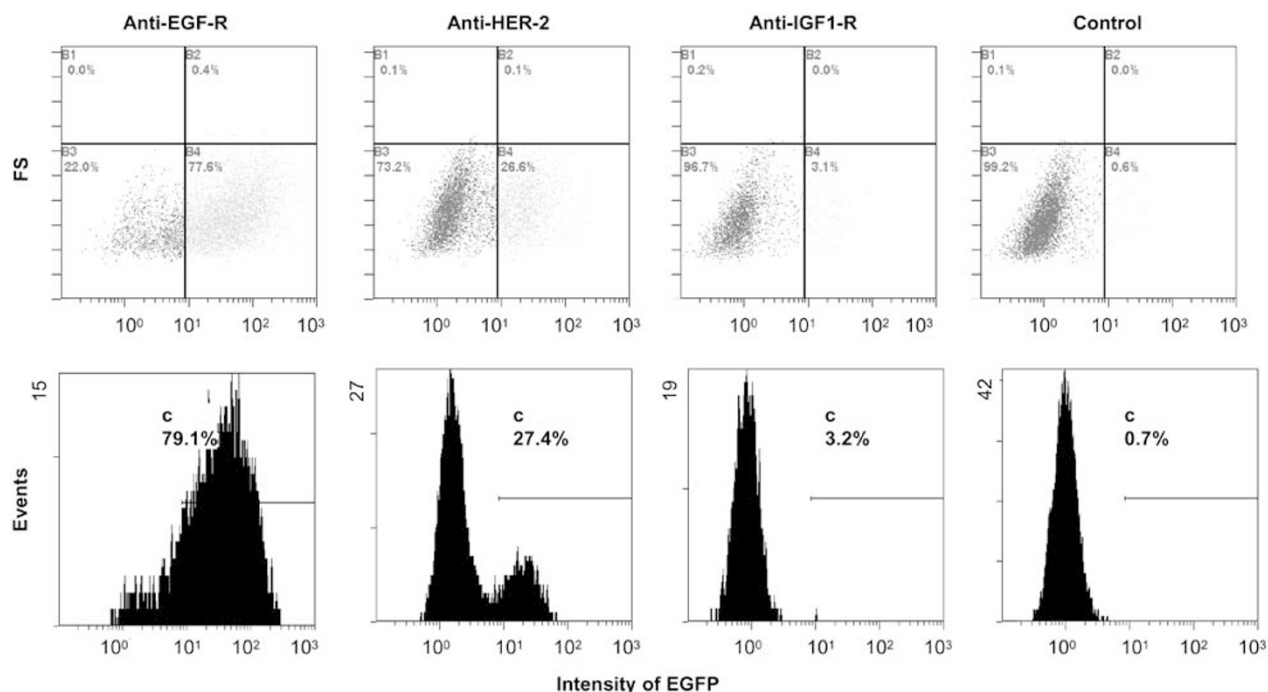 Anti-EGF-R Anti-HER-2 Anti-IGF1-R Control
B1 B2 B1 B2 B1 B2 B1 B2
0.0% 0.4% 0.1% 0.1% 0.2% 0.0% 0.1% 0.0%
FS
B3 B4 B3 B4 B3 B4 B3 B4
22.0% 77.6% 73.2% 26.6% 96.7% 3.1% 99.2% 0.6%
10⁰ 10¹ 10² 10³ 10⁰ 10¹ 10² 10³ 10⁰ 10¹ 10² 10³ 10⁰ 10¹ 10² 10³
15 27 19 42
C C C C
79.1% 27.4% 3.2% 0.7%
Events
10⁰ 10¹ 10² 10³ 10⁰ 10¹ 10² 10³ 10⁰ 10¹ 10² 10³ 10⁰ 10¹ 10² 10³
Intensity of EGFP